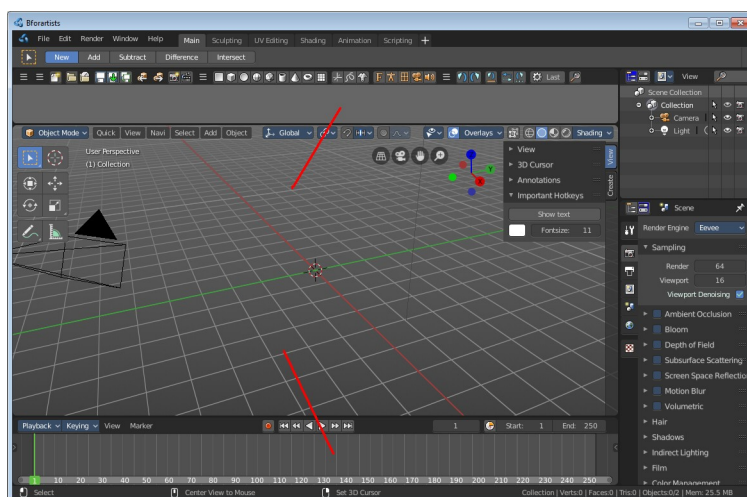 Bforartists
File Edit Render Window Help Main Sculpting UV Editing Shading Animation Scripting
New Add Subtract Difference Intersect
Last View
Scene Collection
Collection
Camera
Light
Object Mode Quick View Navi Select Add Object Global Overlays Shading
User Perspective
(1) Collection
View
3D Cursor
Annotations
Important Hotkeys
Show text
Fontsize: 11
View
Create
Scene
Render Engine Eevee
Sampling
Render 64
Viewport 16
Viewport Denoising
Ambient Occlusion
Bloom
Depth of Field
Subsurface Scattering
Screen Space Reflectio
Motion Blur
Volumetric
Hair
Shadows
Indirect Lighting
Film
Color Management
Playback Keying View Marker 1 Start: 1 End: 250
1 10 20 30 40 50 60 70 80 90 100 110 120 130 140 150 160 170 180 190 200 210 220 230 240 250
Select Center View to Mouse Set 3D Cursor Collection | Verts:0 | Faces:0 | Tris:0 | Objects:0/2 | Mem: 25.5 MB